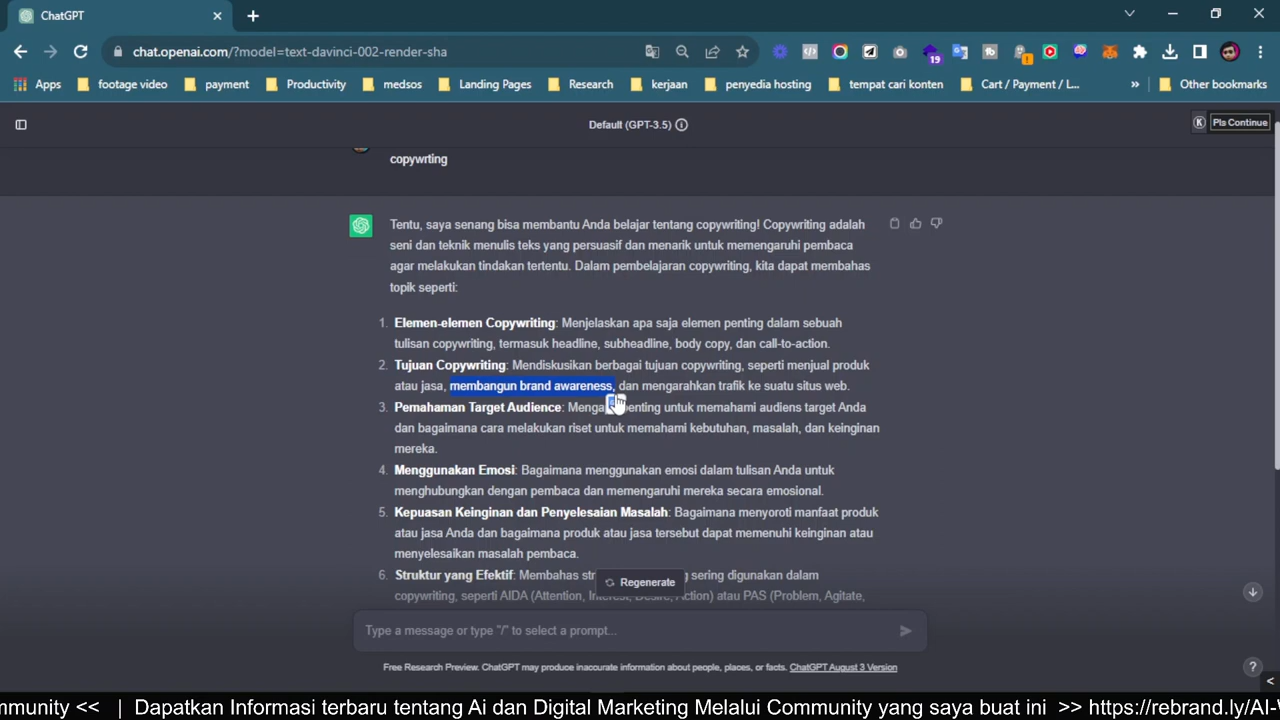 ChatGPT
chat.openai.com/?model=text-davinci-002-render-sha
19
Apps footage video payment Productivity medsos Landing Pages Research kerjaan penyedia hosting tempat cari konten Cart / Payment / L... Other bookmarks
Default (GPT-3.5)
K Pls Continue
copywrting
Tentu, saya senang bisa membantu Anda belajar tentang copywriting! Copywriting adalah
seni dan teknik menulis teks yang persuasif dan menarik untuk memengaruhi pembaca
agar melakukan tindakan tertentu. Dalam pembelajaran copywriting, kita dapat membahas
topik seperti:
1. Elemen-elemen Copywriting: Menjelaskan apa saja elemen penting dalam sebuah
tulisan copywriting, termasuk headline, subheadline, body copy, dan call-to-action.
2. Tujuan Copywriting: Mendiskusikan berbagai tujuan copywriting, seperti menjual produk
atau jasa, membangun brand awareness, dan mengarahkan trafik ke suatu situs web.
3. Pemahaman Target Audience: penting untuk memahami audiens target Anda
dan bagaimana cara melakukan riset untuk memahami kebutuhan, masalah, dan keinginan
mereka.
4. Menggunakan Emosi: Bagaimana menggunakan emosi dalam tulisan Anda untuk
menghubungkan dengan pembaca dan memengaruhi mereka secara emosional.
5. Kepuasan Keinginan dan Penyelesaian Masalah: Bagaimana menyoroti manfaat produk
atau jasa Anda dan bagaimana produk atau jasa tersebut dapat memenuhi keinginan atau
menyelesaikan masalah pembaca.
6. Struktur yang Efektif: Membahas sering digunakan dalam
copywriting, seperti AIDA (Attention, Interest, Desire, Action) atau PAS (Problem, Agitate,
Regenerate
Type a message or type "/" to select a prompt...
Free Research Preview. ChatGPT may produce inaccurate information about people, places, or facts. ChatGPT August 3 Version
?
mmunity << | Dapatkan Informasi terbaru tentang Ai dan Digital Marketing Melalui Community yang saya buat ini >> https://rebrand.ly/AI-